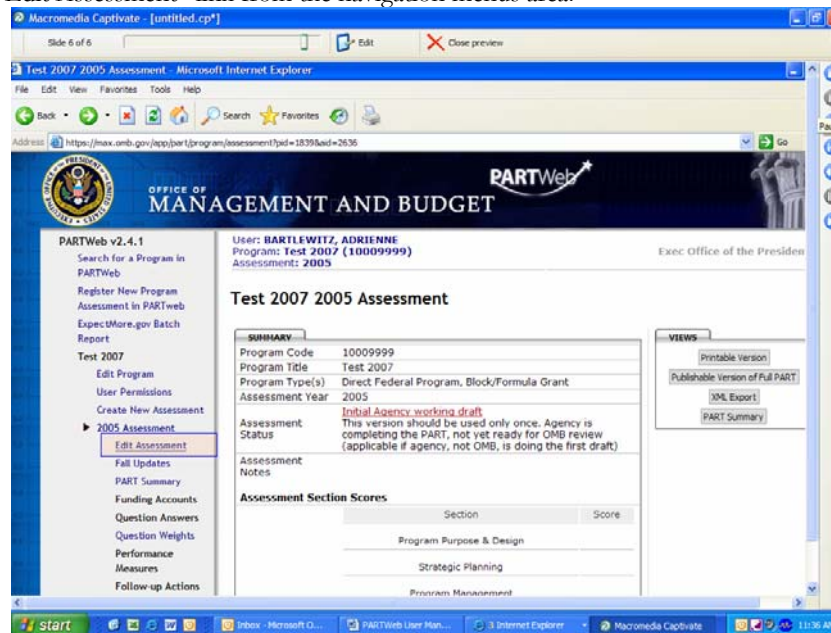 Edit Assessment" link from the navigation menus area.
Macromedia Captivate - [untitled.cp*]
Slide 6 of 6 Edit Close preview
Test 2007 2005 Assessment - Microsoft Internet Explorer
File Edit View Favorites Tools Help
Back Search Favorites
Address https://max.omb.gov/app/part/program/assessment?pid=1839&aid=2636 Go
OFFICE OF
MANAGEMENT AND BUDGET
PARTWeb
PARTWeb v2.4.1
Search for a Program in
PARTWeb
Register New Program
Assessment in PARTweb
ExpectMore.gov Batch
Report
Test 2007
Edit Program
User Permissions
Create New Assessment
2005 Assessment
Edit Assessment
Fall Updates
PART Summary
Funding Accounts
Question Answers
Question Weights
Performance
Measures
Follow-up Actions
User: BARTLEWITZ, ADRIENNE
Program: Test 2007 (10009999)
Assessment: 2005
Exec Office of the Presiden
Test 2007 2005 Assessment
SUMMARY
Program Code 10009999
Program Title Test 2007
Program Type(s) Direct Federal Program, Block/Formula Grant
Assessment Year 2005
Assessment
Status
Initial Agency working draft
This version should be used only once. Agency is
completing the PART, not yet ready for OMB review
(applicable if agency, not OMB, is doing the first draft)
Assessment
Notes
Assessment Section Scores
Section Score
Program Purpose & Design
Strategic Planning
Program Management
VIEWS
Printable Version
Publishable Version of Full PART
XML Export
PART Summary
start Inbox - Microsoft O... PARTWeb User Man... 3 Internet Explorer Macromedia Captivate 11:36 A